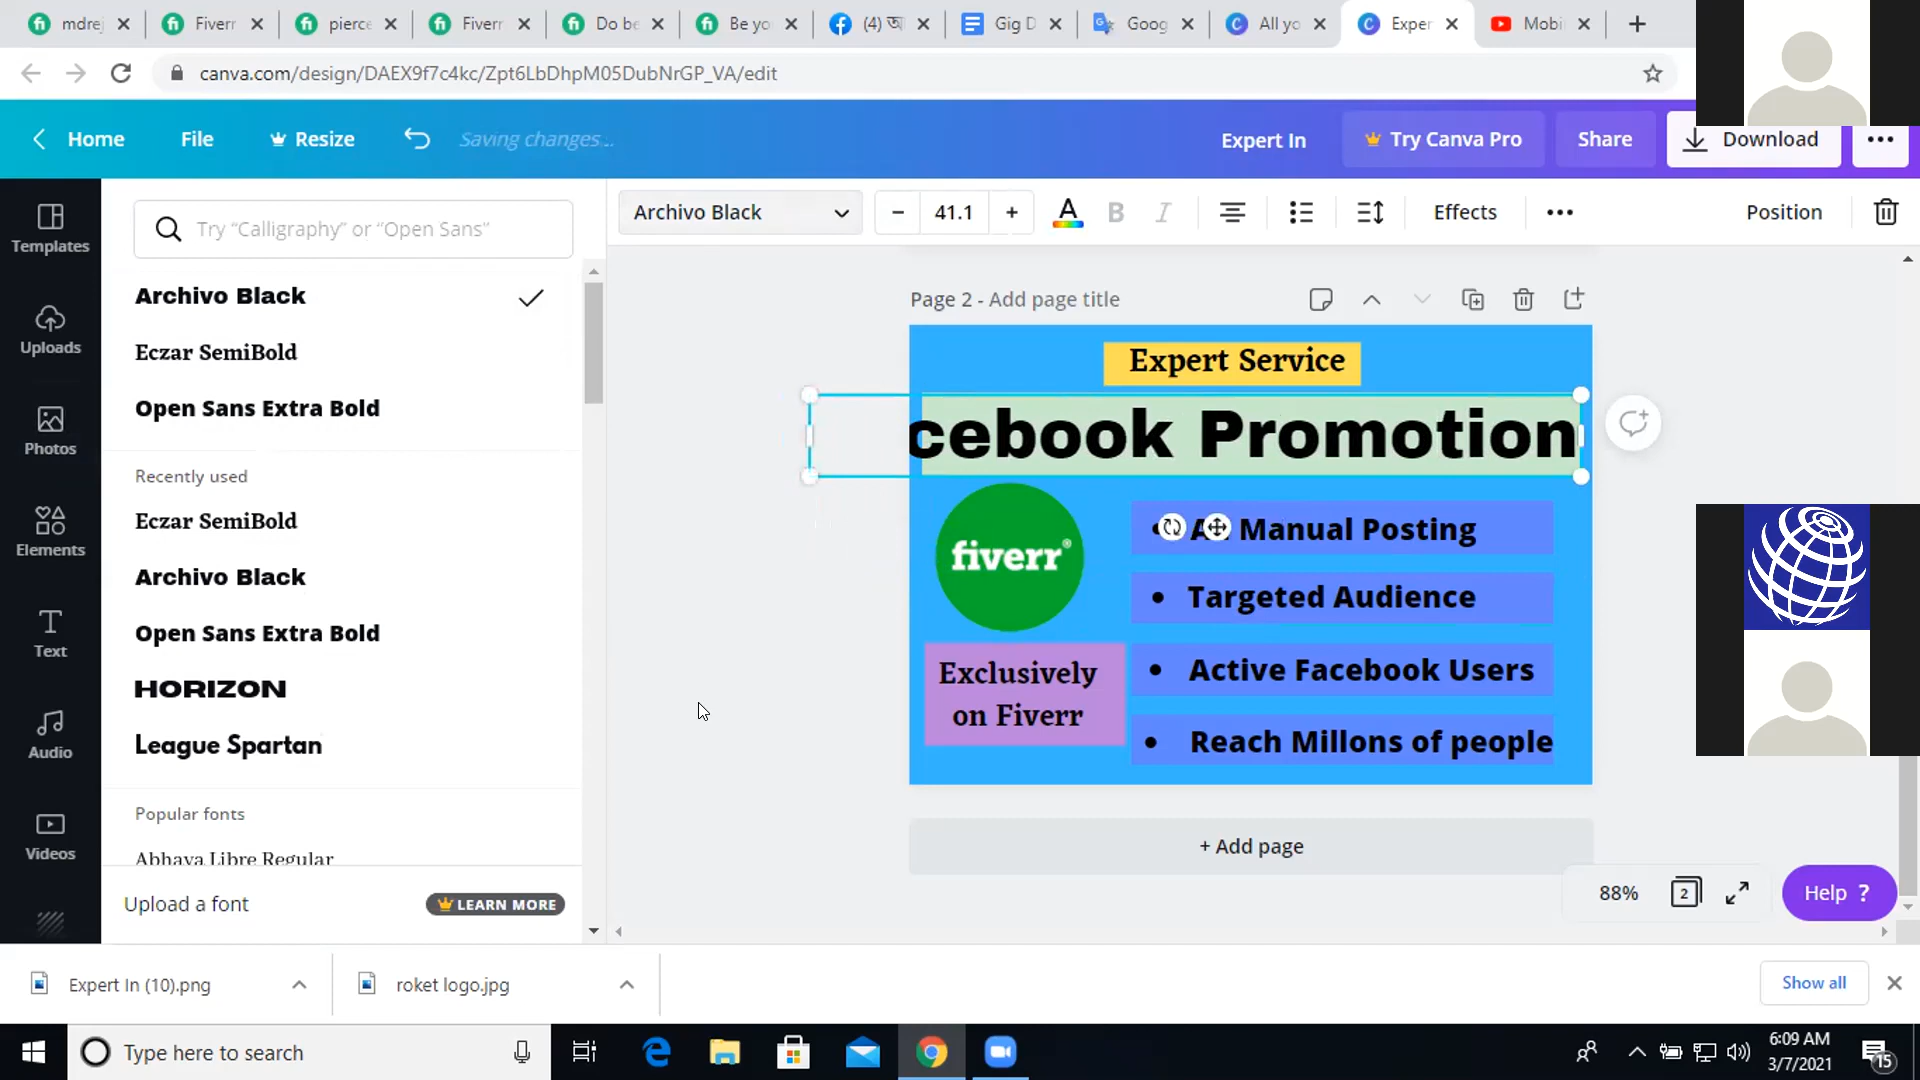 mdrej
Fiverr
pierce
Fiverr
Do be
Be yo
(4) অ
Gig D
Goog
All yo
Exper
Mobi
canva.com/design/DAEX9f7c4kc/Zpt6LbDhpM05DubNrGP_VA/edit
Home
File
Resize
Saving changes...
Expert In
Try Canva Pro
Share
Download
Templates
Uploads
Photos
Elements
Text
Audio
Videos
Try “Calligraphy” or “Open Sans”
Archivo Black
Eczar SemiBold
Open Sans Extra Bold
Recently used
Eczar SemiBold
Archivo Black
Open Sans Extra Bold
HORIZON
League Spartan
Popular fonts
Abhaya Libre Regular
Upload a font
LEARN MORE
Archivo Black
41.1
A
B
I
Effects
Position
Page 2 - Add page title
Expert Service
cebook Promotion
fiverr®
Exclusively
on Fiverr
Manual Posting
• Targeted Audience
• Active Facebook Users
• Reach Millons of people
+ Add page
88%
2
Help ?
Expert In (10).png
roket logo.jpg
Show all
Type here to search
6:09 AM
3/7/2021
15